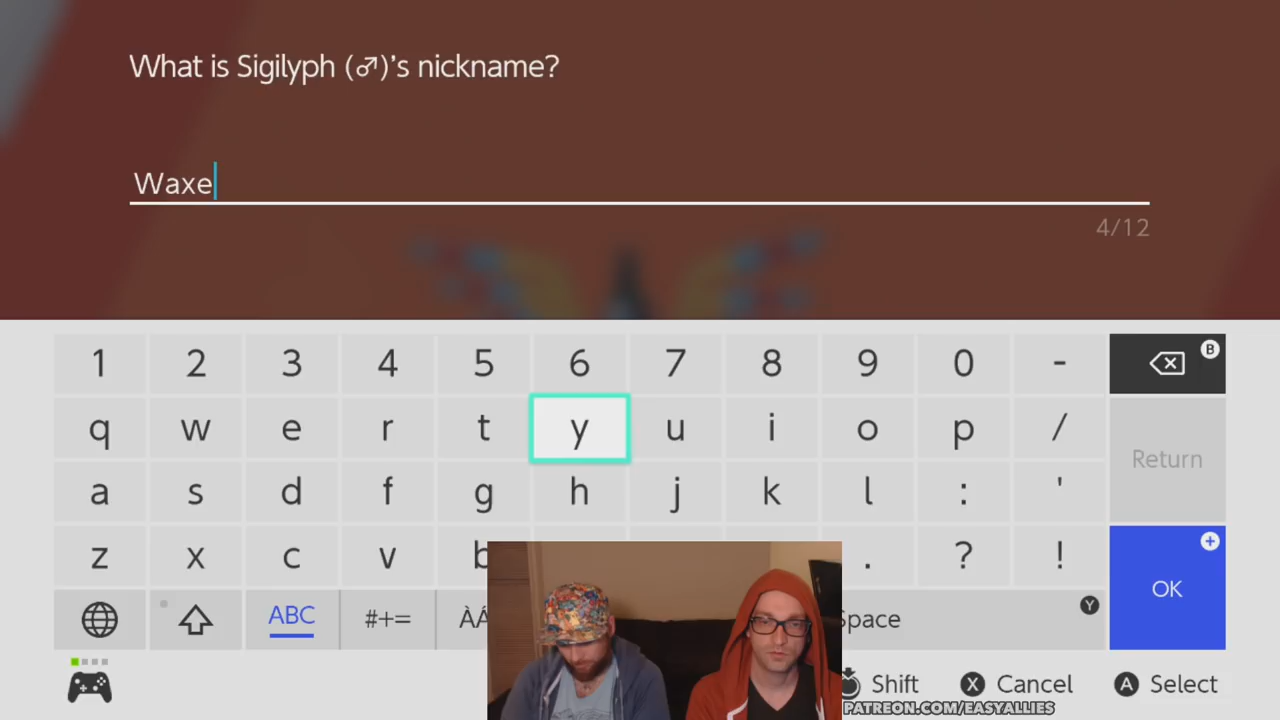 What is Sigilyph (♂)'s nickname?
Waxe
4/12
1 2 3 4 5 6 7 8 9 0 - B
q w e r t y u i o p /
Return
a s d f g h j k l : '
z x c v b . ? ! +
OK
ABC #+= ÀÁ Space Y
Shift X Cancel A Select
PATREON.COM/EASYALLIES